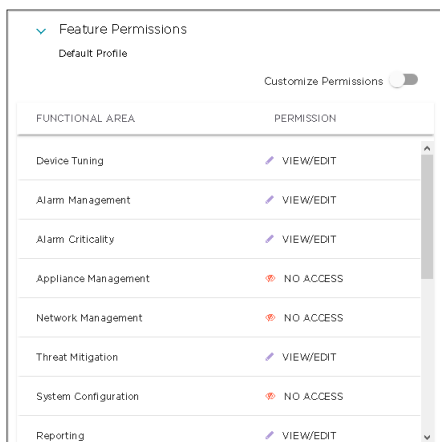 Feature Permissions
Default Profile
Customize Permissions
FUNCTIONAL AREA PERMISSION
Device Tuning VIEW/EDIT
Alarm Management VIEW/EDIT
Alarm Criticality VIEW/EDIT
Appliance Management NO ACCESS
Network Management NO ACCESS
Threat Mitigation VIEW/EDIT
System Configuration NO ACCESS
Reporting VIEW/EDIT